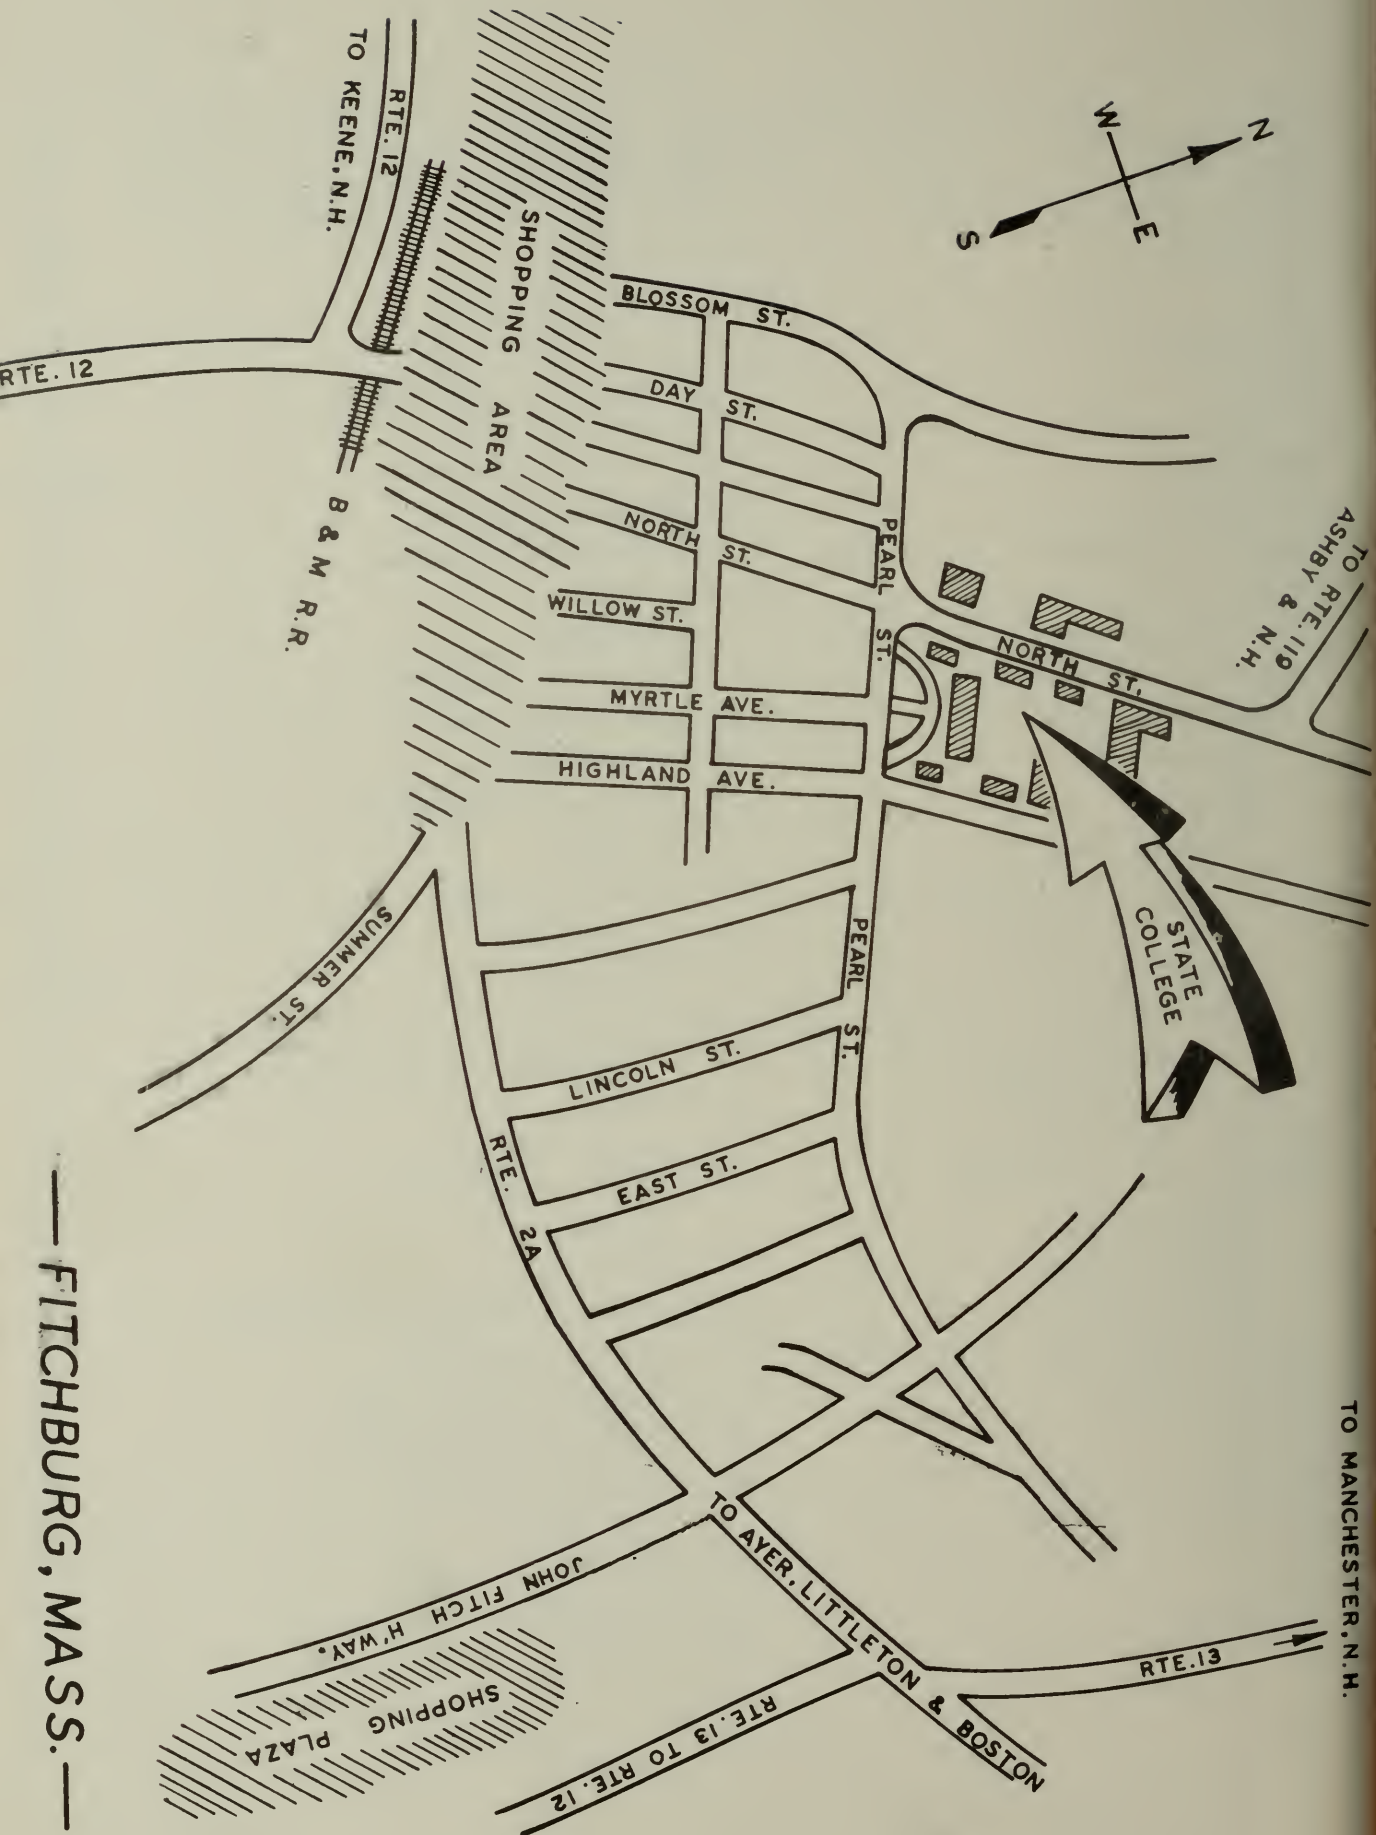 N
W
E
S
TO KEENE, N.H.
RTE. 12
RTE. 12
B & M R.R.
SHOPPING AREA
BLOSSOM ST.
DAY ST.
NORTH ST.
WILLOW ST.
MYRTLE AVE.
HIGHLAND AVE.
PEARL ST.
NORTH ST.
TO RTE. 119
ASHBY & N.H.
STATE
COLLEGE
PEARL ST.
SUMMER ST.
LINCOLN ST.
EAST ST.
RTE. 2A
TO AYER, LITTLETON & BOSTON
JOHN FITCH H'WAY.
SHOPPING PLAZA
RTE. 13 TO RTE. 12
RTE. 13
TO MANCHESTER, N.H.
— FITCHBURG, MASS. —